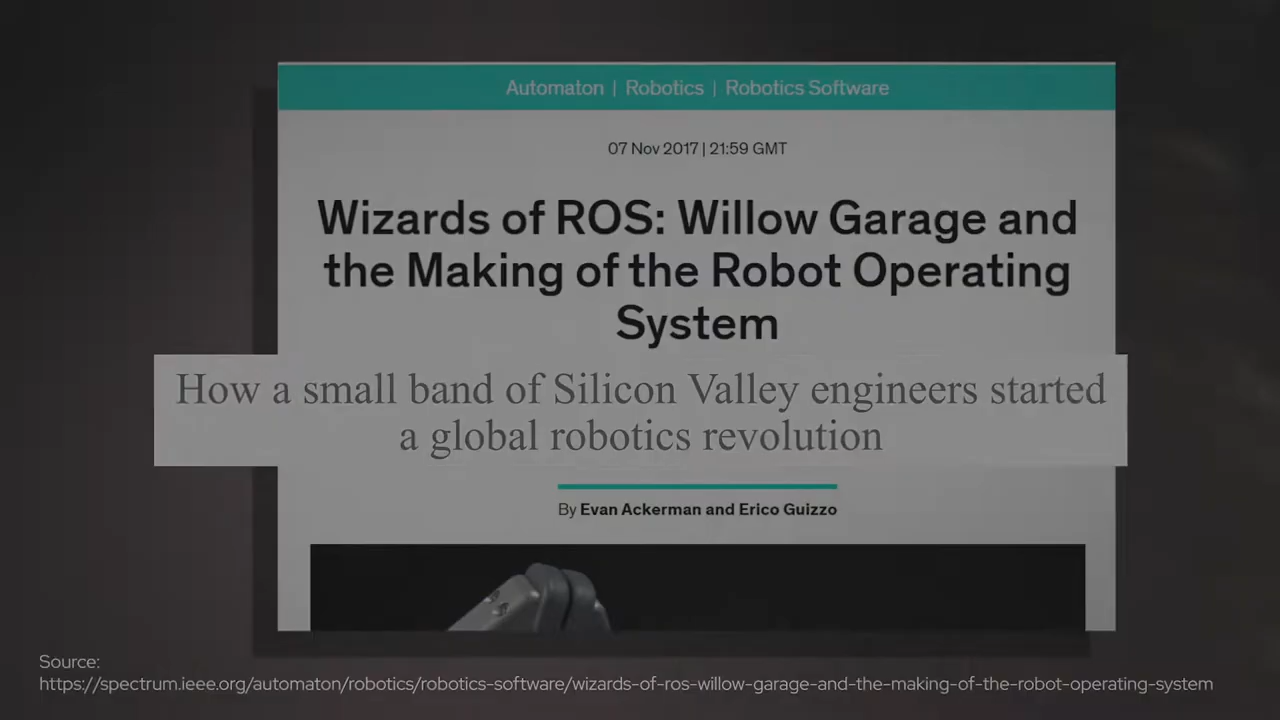 Automaton | Robotics | Robotics Software
07 Nov 2017 | 21:59 GMT
Wizards of ROS: Willow Garage and
the Making of the Robot Operating
System
How a small band of Silicon Valley engineers started
a global robotics revolution
By Evan Ackerman and Erico Guizzo
Source:
https://spectrum.ieee.org/automaton/robotics/robotics-software/wizards-of-ros-willow-garage-and-the-making-of-the-robot-operating-system